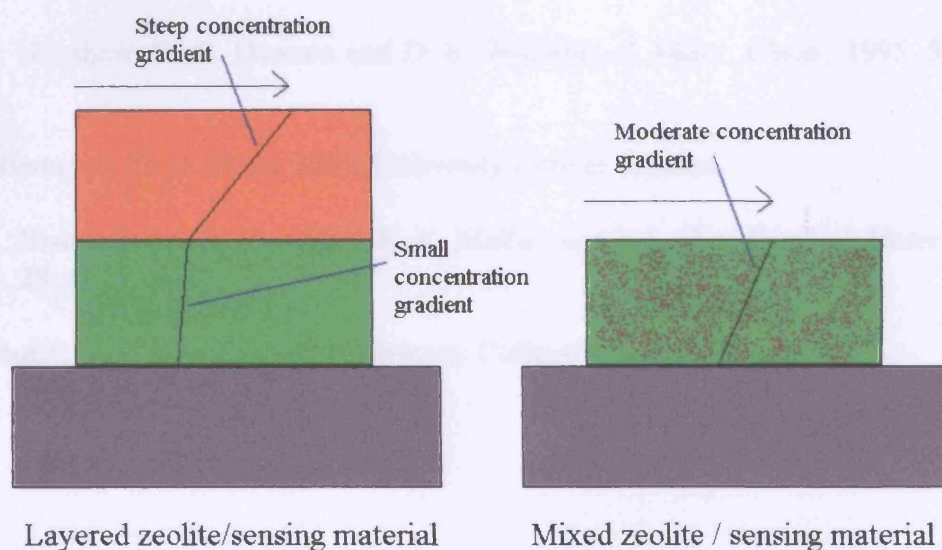 Steep concentration
gradient
Small
concentration
gradient
Layered zeolite/sensing material
Moderate concentration
gradient
Mixed zeolite / sensing material